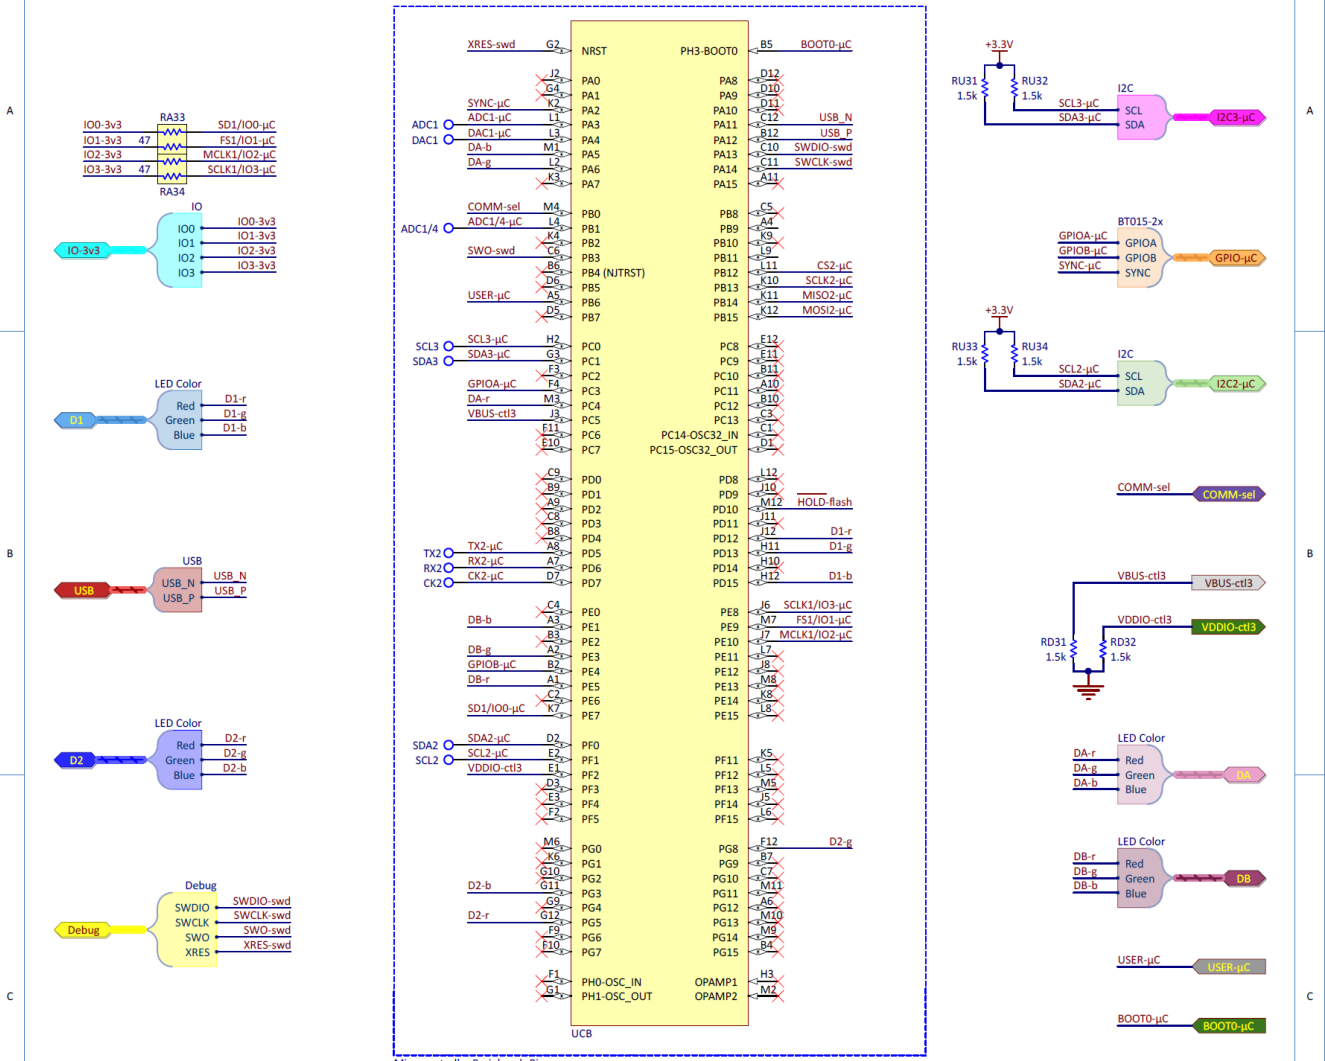 A
B
C
RA33
IO0-3v3 SD1/IO0-µC
IO1-3v3 47 FS1/IO1-µC
IO2-3v3 MCLK1/IO2-µC
IO3-3v3 47 SCLK1/IO3-µC
RA34
IO
IO-3v3
IO0 IO0-3v3
IO1 IO1-3v3
IO2 IO2-3v3
IO3 IO3-3v3
LED Color
D1
Red D1-r
Green D1-g
Blue D1-b
USB
USB
USB_N USB_N
USB_P USB_P
LED Color
D2
Red D2-r
Green D2-g
Blue D2-b
Debug
Debug
SWDIO SWDIO-swd
SWCLK SWCLK-swd
SWO SWO-swd
XRES XRES-swd
XRES-swd G2 NRST PH3-BOOT0 B5 BOOT0-µC
J2 PA0 PA8 D12
G4 PA1 PA9 D10
SYNC-µC K2 PA2 PA10 D11
ADC1 ADC1-µC L1 PA3 PA11 C12 USB_N
DAC1 DAC1-µC L3 PA4 PA12 B12 USB_P
DA-b M1 PA5 PA13 C10 SWDIO-swd
DA-g L2 PA6 PA14 C11 SWCLK-swd
K3 PA7 PA15 A11
COMM-sel M4 PB0 PB8 C5
ADC1/4 ADC1/4-µC L4 PB1 PB9 A4
K4 PB2 PB10 K9
SWO-swd C6 PB3 PB11 L9
B6 PB4 (NJTRST) PB12 L11 CS2-µC
D6 PB5 PB13 K10 SCLK2-µC
USER-µC A5 PB6 PB14 K11 MISO2-µC
D5 PB7 PB15 K12 MOSI2-µC
SCL3 SCL3-µC H2 PC0 PC8 E12
SDA3 SDA3-µC G3 PC1 PC9 E11
F3 PC2 PC10 B11
GPIOA-µC F4 PC3 PC11 A10
DA-r M3 PC4 PC12 B10
VBUS-ctl3 J3 PC5 PC13 C3
F11 PC6 PC14-OSC32_IN C1
E10 PC7 PC15-OSC32_OUT D1
C9 PD0 PD8 L12
B9 PD1 PD9 J10
A9 PD2 PD10 M12 HOLD-flash
C8 PD3 PD11 J11
B8 PD4 PD12 J12 D1-r
TX2 TX2-µC A8 PD5 PD13 H11 D1-g
RX2 RX2-µC A7 PD6 PD14 H10
CK2 CK2-µC D7 PD7 PD15 H12 D1-b
C4 PE0 PE8 J6 SCLK1/IO3-µC
DB-b A3 PE1 PE9 M7 FS1/IO1-µC
B3 PE2 PE10 J7 MCLK1/IO2-µC
DB-g A2 PE3 PE11 L7
GPIOB-µC B2 PE4 PE12 J8
DB-r A1 PE5 PE13 M8
C2 PE6 PE14 K8
SD1/IO0-µC K7 PE7 PE15 L8
SDA2 SDA2-µC D2 PF0
SCL2 SCL2-µC E2 PF1 PF11 K5
VDDIO-ctl3 E1 PF2 PF12 L5
D3 PF3 PF13 M5
E3 PF4 PF14 J5
F2 PF5 PF15 L6
M6 PG0 PG8 F12 D2-g
K6 PG1 PG9 B7
G10 PG2 PG10 C7
D2-b G11 PG3 PG11 M11
G9 PG4 PG12 A6
D2-r G12 PG5 PG13 M10
F9 PG6 PG14 M9
F10 PG7 PG15 B4
F1 PH0-OSC_IN OPAMP1 H3
G1 PH1-OSC_OUT OPAMP2 M2
UCB
+3.3V
RU31 RU32
1.5k 1.5k
I2C
SCL3-µC SCL
SDA3-µC SDA
I2C3-µC
BT015-2x
GPIOA-µC GPIOA
GPIOB-µC GPIOB
SYNC-µC SYNC
GPIO-µC
+3.3V
RU33 RU34
1.5k 1.5k
I2C
SCL2-µC SCL
SDA2-µC SDA
I2C2-µC
COMM-sel COMM-sel
VBUS-ctl3 VBUS-ctl3
VDDIO-ctl3 VDDIO-ctl3
RD31 RD32
1.5k 1.5k
LED Color
DA-r Red
DA-g Green
DA-b Blue
DA
LED Color
DB-r Red
DB-g Green
DB-b Blue
DB
USER-µC USER-µC
BOOT0-µC BOOT0-µC
A
B
C